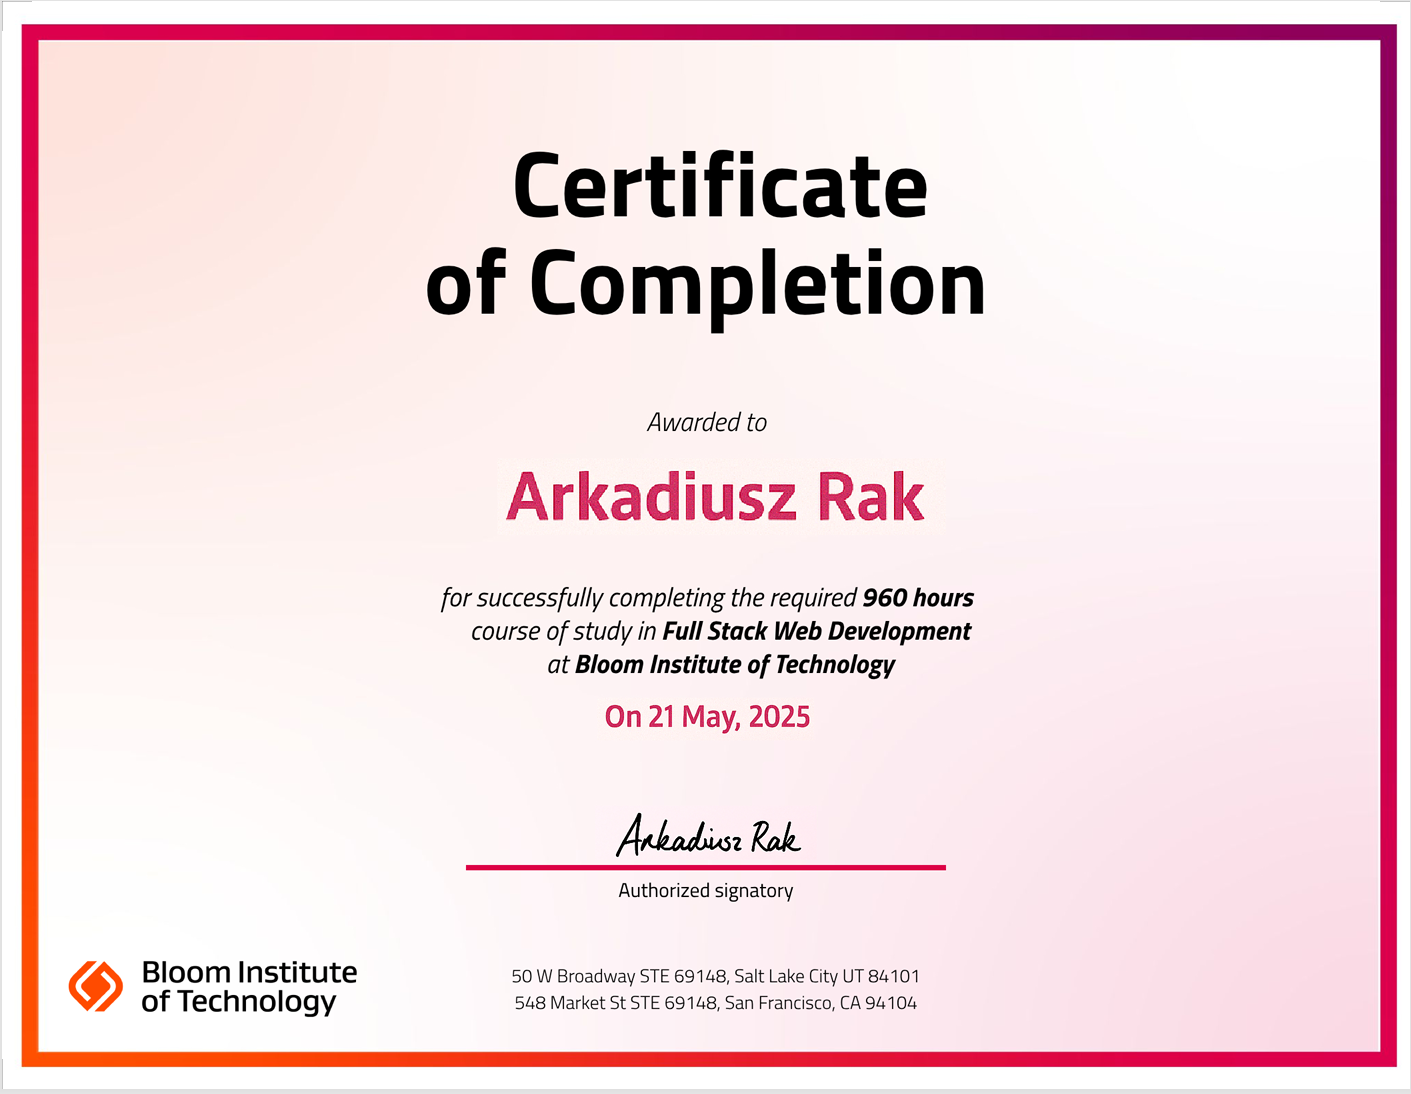 Certificate
of Completion
Awarded to
Arkadiusz Rak
for successfully completing the required 960 hours
course of study in Full Stack Web Development
at Bloom Institute of Technology
On 21 May, 2025
Arkadiusz Rak
Authorized signatory
Bloom Institute
of Technology
50 W Broadway STE 69148, Salt Lake City UT 84101
548 Market St STE 69148, San Francisco, CA 94104